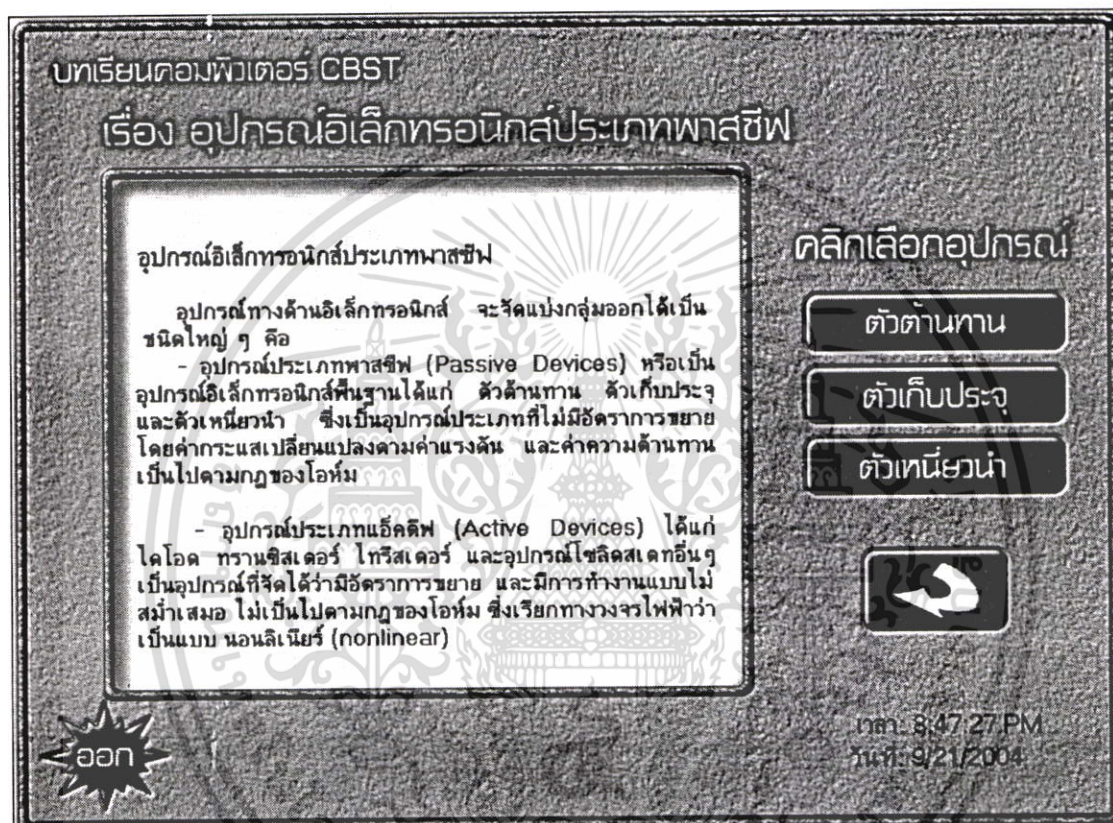 บทเรียนคอมพิวเตอร์ CBST
เรื่อง อุปกรณ์อิเล็กทรอนิกส์ประเภทพาสซีฟ
อุปกรณ์อิเล็กทรอนิกส์ประเภทพาสซีฟ
อุปกรณ์ทางด้านอิเล็กทรอนิกส์ จะจัดแบ่งกลุ่มออกได้เป็น
ชนิดใหญ่ ๆ คือ
- อุปกรณ์ประเภทพาสซีฟ (Passive Devices) หรือเป็น
อุปกรณ์อิเล็กทรอนิกส์พื้นฐานได้แก่ ตัวต้านทาน ตัวเก็บประจุ
และตัวเหนี่ยวนำ ซึ่งเป็นอุปกรณ์ประเภทที่ไม่มีอัตราการขยาย
โดยค่ากระแสเปลี่ยนแปลงตามค่าแรงดัน และค่าความต้านทาน
เป็นไปตามกฎของโอห์ม
- อุปกรณ์ประเภทแอ็คตีฟ (Active Devices) ได้แก่
ไดโอด ทรานซิสเตอร์ ไทรีสเตอร์ และอุปกรณ์โซลิดสเตทอื่นๆ
เป็นอุปกรณ์ที่จัดได้ว่ามีอัตราการขยาย และมีการทำงานแบบไม่
สม่ำเสมอ ไม่เป็นไปตามกฎของโอห์ม ซึ่งเรียกทางวงจรไฟฟ้าว่า
เป็นแบบ นอนลิเนียร์ (nonlinear)
คลิกเลือกอุปกรณ์
ตัวต้านทาน
ตัวเก็บประจุ
ตัวเหนี่ยวนำ
เวลา: 8:47:27 PM
วันที่: 9/21/2004
ออก